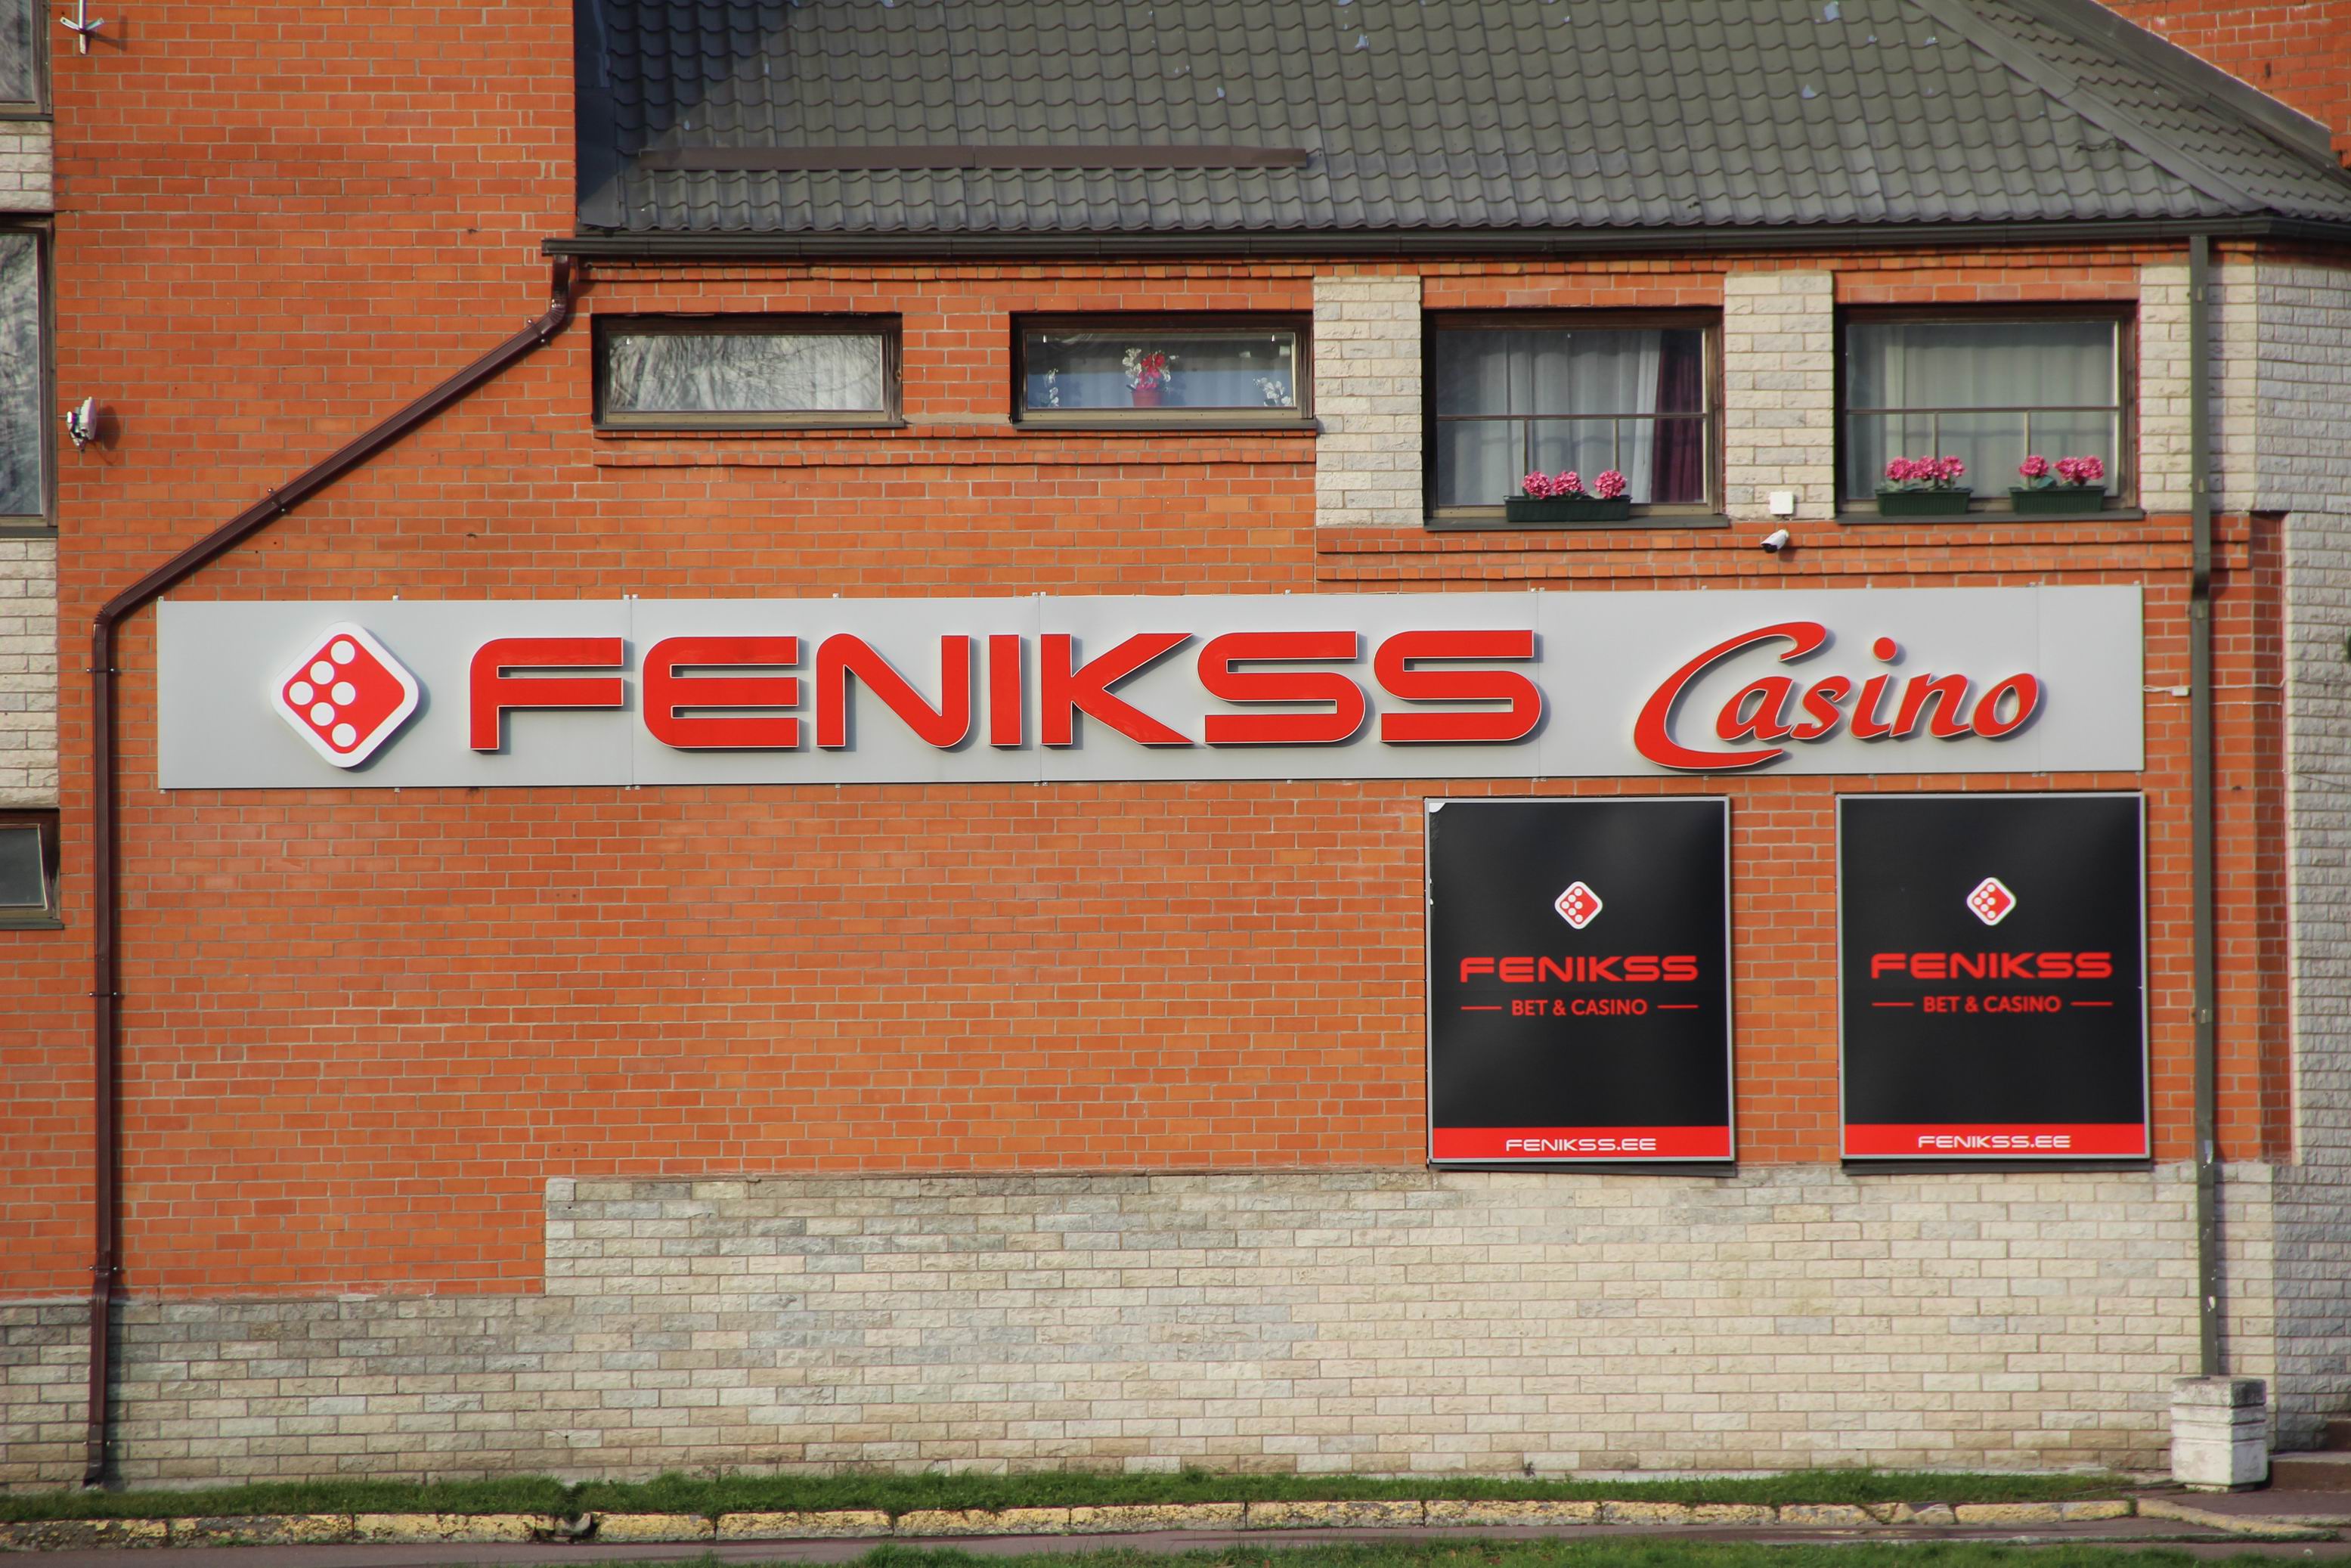 FENIKSS Casino
FENIKSS
BET & CASINO
FENIKSS.EE
FENIKSS
BET & CASINO
FENIKSS.EE